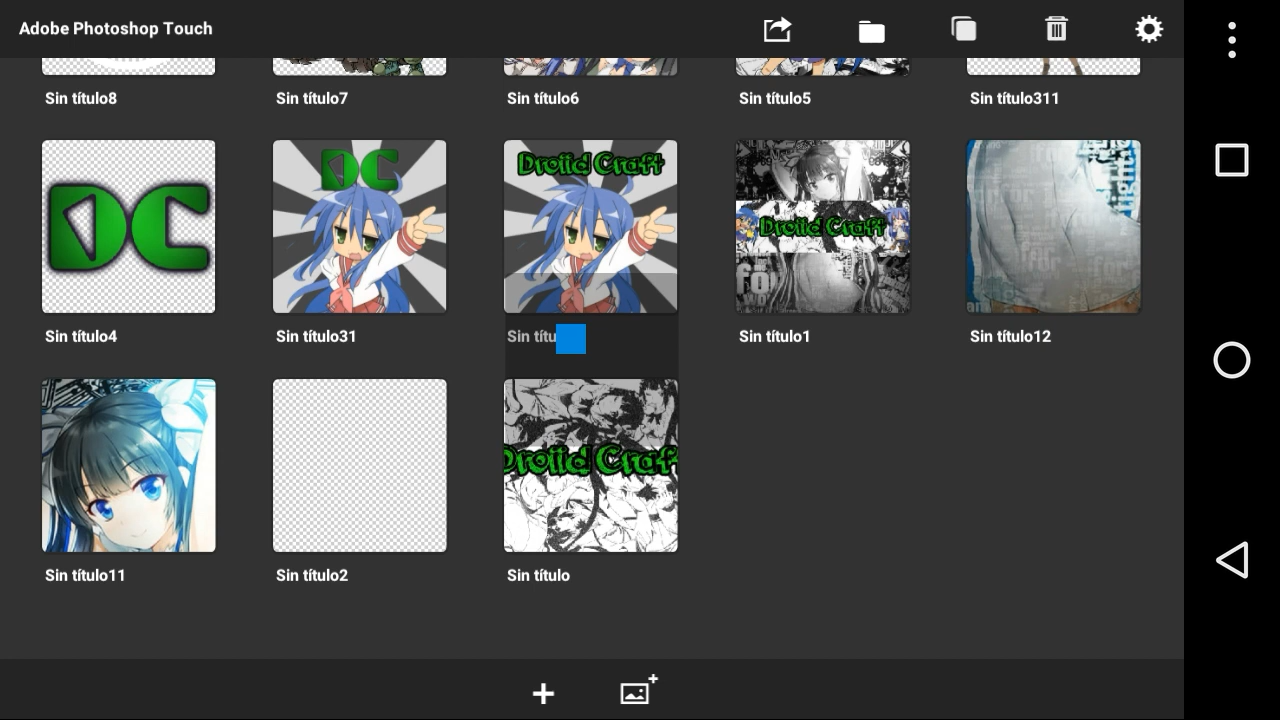 Adobe Photoshop Touch
Sin título8
Sin título7
Sin título6
Sin título5
Sin título311
DC
DC
Droiid Craft
Droiid Craft
Sin título4
Sin título31
Sin títu
Sin título1
Sin título12
Droiid Craft
Sin título11
Sin título2
Sin título